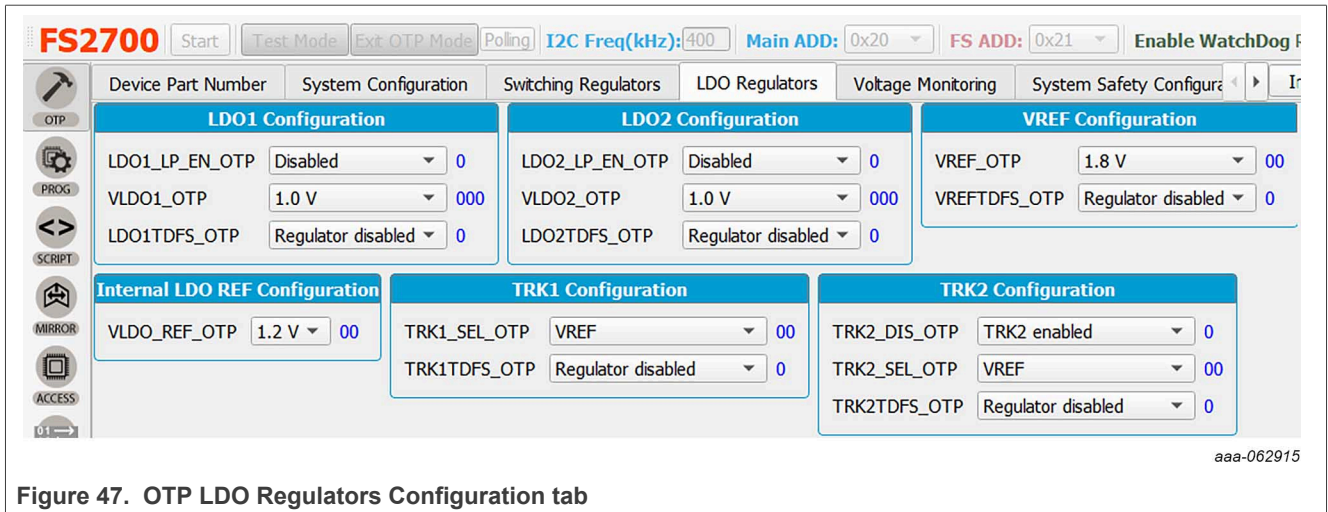 FS2700 Start Test Mode Exit OTP Mode Polling I2C Freq(kHz): 400 Main ADD: 0x20 FS ADD: 0x21 Enable WatchDog
Device Part Number System Configuration Switching Regulators LDO Regulators Voltage Monitoring System Safety Configura
OTP
PROG
SCRIPT
MIRROR
ACCESS
01
LDO1 Configuration
LDO1_LP_EN_OTP Disabled 0
VLDO1_OTP 1.0 V 000
LDO1TDFS_OTP Regulator disabled 0
LDO2 Configuration
LDO2_LP_EN_OTP Disabled 0
VLDO2_OTP 1.0 V 000
LDO2TDFS_OTP Regulator disabled 0
VREF Configuration
VREF_OTP 1.8 V 00
VREFTDFS_OTP Regulator disabled 0
Internal LDO REF Configuration
VLDO_REF_OTP 1.2 V 00
TRK1 Configuration
TRK1_SEL_OTP VREF 00
TRK1TDFS_OTP Regulator disabled 0
TRK2 Configuration
TRK2_DIS_OTP TRK2 enabled 0
TRK2_SEL_OTP VREF 00
TRK2TDFS_OTP Regulator disabled 0
aaa-062915
Figure 47. OTP LDO Regulators Configuration tab